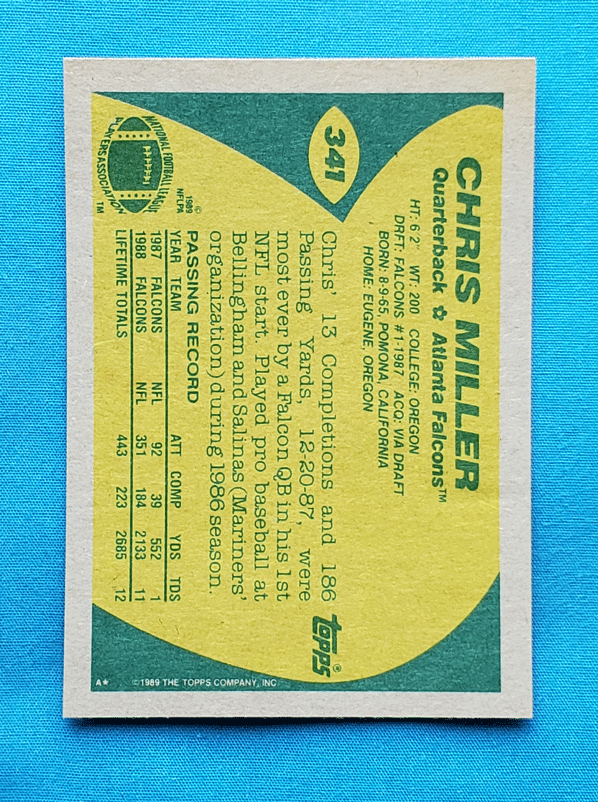 341
CHRIS MILLER
Quarterback ✿ Atlanta Falcons™
HT: 6'2" WT: 200 COLLEGE: OREGON
DRFT: FALCONS #1-1987 ACQ: VIA DRAFT
BORN: 8-9-65, POMONA, CALIFORNIA
HOME: EUGENE, OREGON
Chris' 13 Completions and 186
Passing Yards, 12-20-87, were
most ever by a Falcon QB in his 1st
NFL start. Played pro baseball at
Bellingham and Salinas (Mariners'
organization) during 1986 season.
topps®
NATIONAL FOOTBALL LEAGUE
PLAYERS ASSOCIATION
™
©
1989
NFLPA
PASSING RECORD
YEAR TEAM ATT COMP YDS TDS
1987 FALCONS NFL 92 39 552 1
1988 FALCONS NFL 351 184 2133 11
LIFETIME TOTALS 443 223 2685 12
A★ ©1989 THE TOPPS COMPANY, INC.